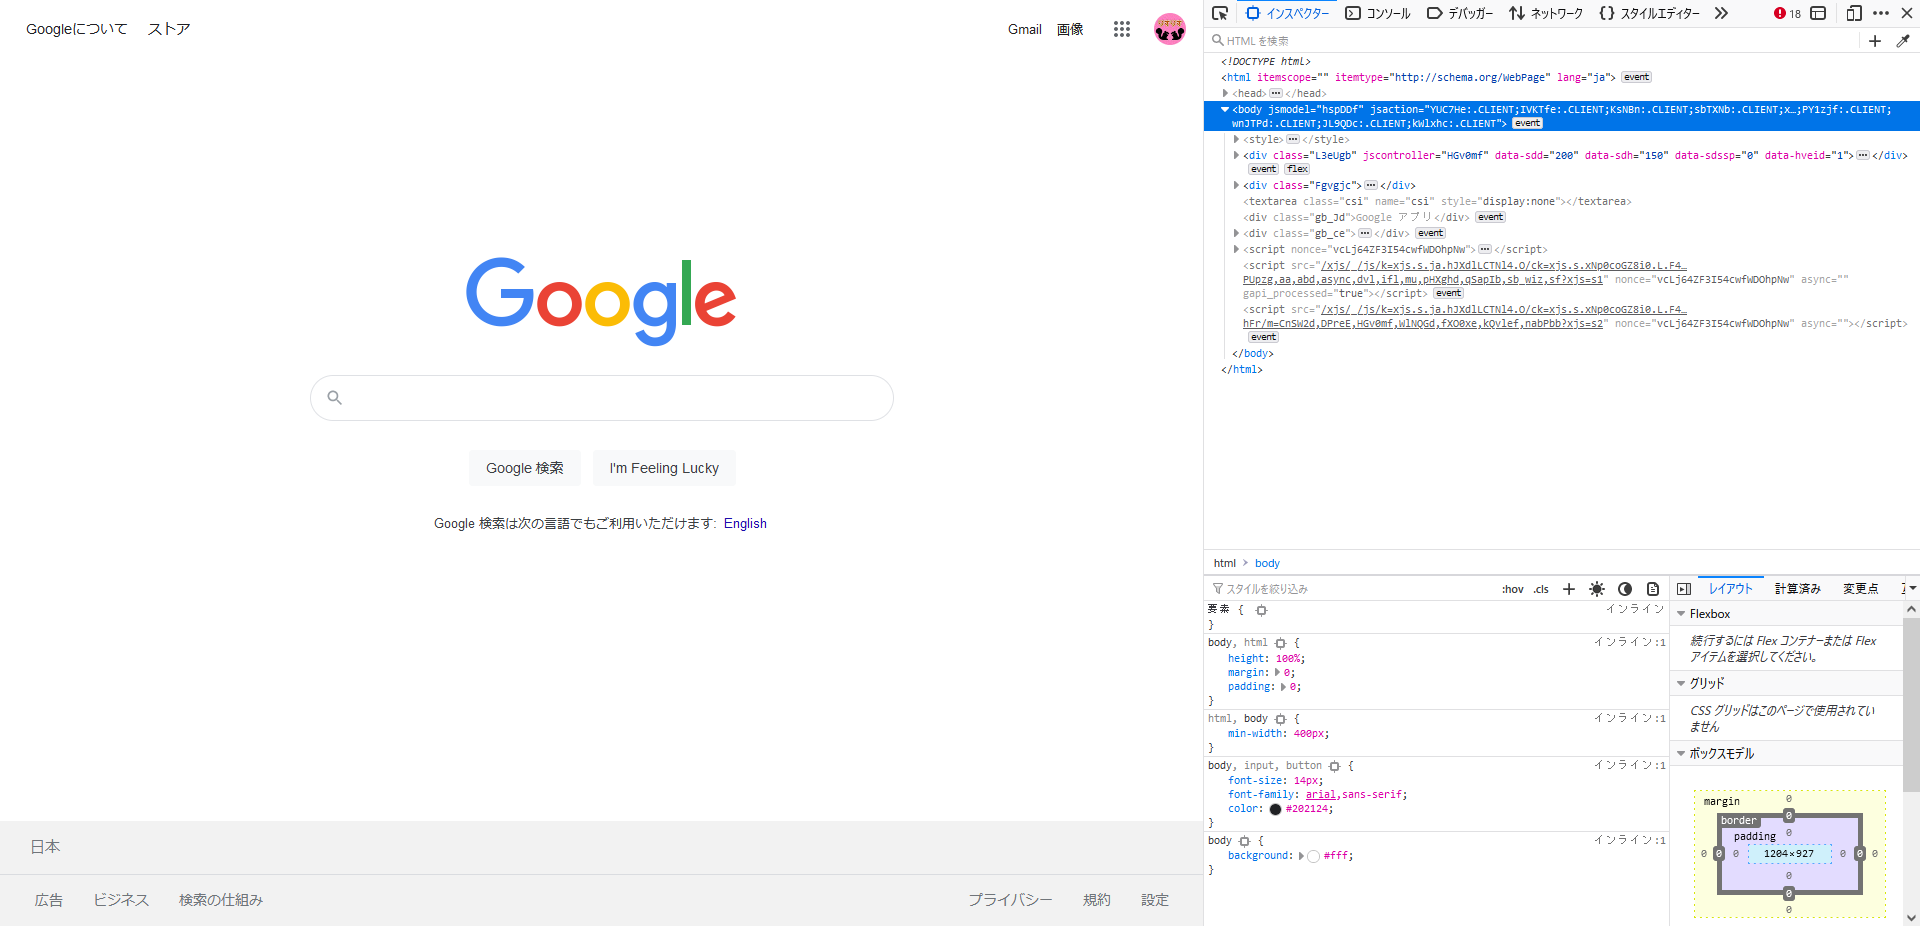 Googleについて ストア
Gmail 画像
Google
Google 検索 I'm Feeling Lucky
Google 検索は次の言語でもご利用いただけます: English
日本
広告 ビジネス 検索の仕組み
プライバシー 規約 設定
インスペクター コンソール デバッガー ネットワーク スタイルエディター 18
HTML を検索
<!DOCTYPE html>
<html itemscope="" itemtype="http://schema.org/WebPage" lang="ja"> event
<head> ••• </head>
<body jsmodel="hspDDf" jsaction="YUC7He:.CLIENT;IVKTfe:.CLIENT;KsNBn:.CLIENT;sbTXNb:.CLIENT;x…;PY1zjf:.CLIENT;
wnJTPd:.CLIENT;JL9QDc:.CLIENT;kWlxhc:.CLIENT"> event
<style> ••• </style>
<div class="L3eUgb" jscontroller="HGv0mf" data-sdd="200" data-sdh="150" data-sdssp="0" data-hveid="1"> ••• </div>
event flex
<div class="Fgvgjc"> ••• </div>
<textarea class="csi" name="csi" style="display:none"></textarea>
<div class="gb_Jd">Google アプリ</div> event
<div class="gb_ce"> ••• </div> event
<script nonce="vcLj64ZF3I54cwfWDOhpNw"> ••• </script>
<script src="/xjs/_/js/k=xjs.s.ja.hJXdlLCTNl4.O/ck=xjs.s.xNp0coGZ8i0.L.F4…
PUpzg,aa,abd,async,dvl,ifl,mu,pHXghd,qSapIb,sb_wiz,sf?xjs=s1" nonce="vcLj64ZF3I54cwfWDOhpNw" async=""
gapi_processed="true"></script> event
<script src="/xjs/_/js/k=xjs.s.ja.hJXdlLCTNl4.O/ck=xjs.s.xNp0coGZ8i0.L.F4…
hFr/m=CnSW2d,DPreE,HGv0mf,WlNQGd,fXO0xe,kQvlef,nabPbb?xjs=s2" nonce="vcLj64ZF3I54cwfWDOhpNw" async=""></script>
event
</body>
</html>
html > body
スタイルを絞り込み :hov .cls
要素 { インライン
}
body, html { インライン:1
height: 100%;
margin: 0;
padding: 0;
}
html, body { インライン:1
min-width: 400px;
}
body, input, button { インライン:1
font-size: 14px;
font-family: arial,sans-serif;
color: #202124;
}
body { インライン:1
background: #fff;
}
レイアウト 計算済み 変更点
Flexbox
続行するには Flex コンテナーまたは Flex
アイテムを選択してください。
グリッド
CSS グリッドはこのページで使用されてい
ません
ボックスモデル
margin 0
border 0
padding 0
0 0 0 1204×927 0 0 0
0
0
0